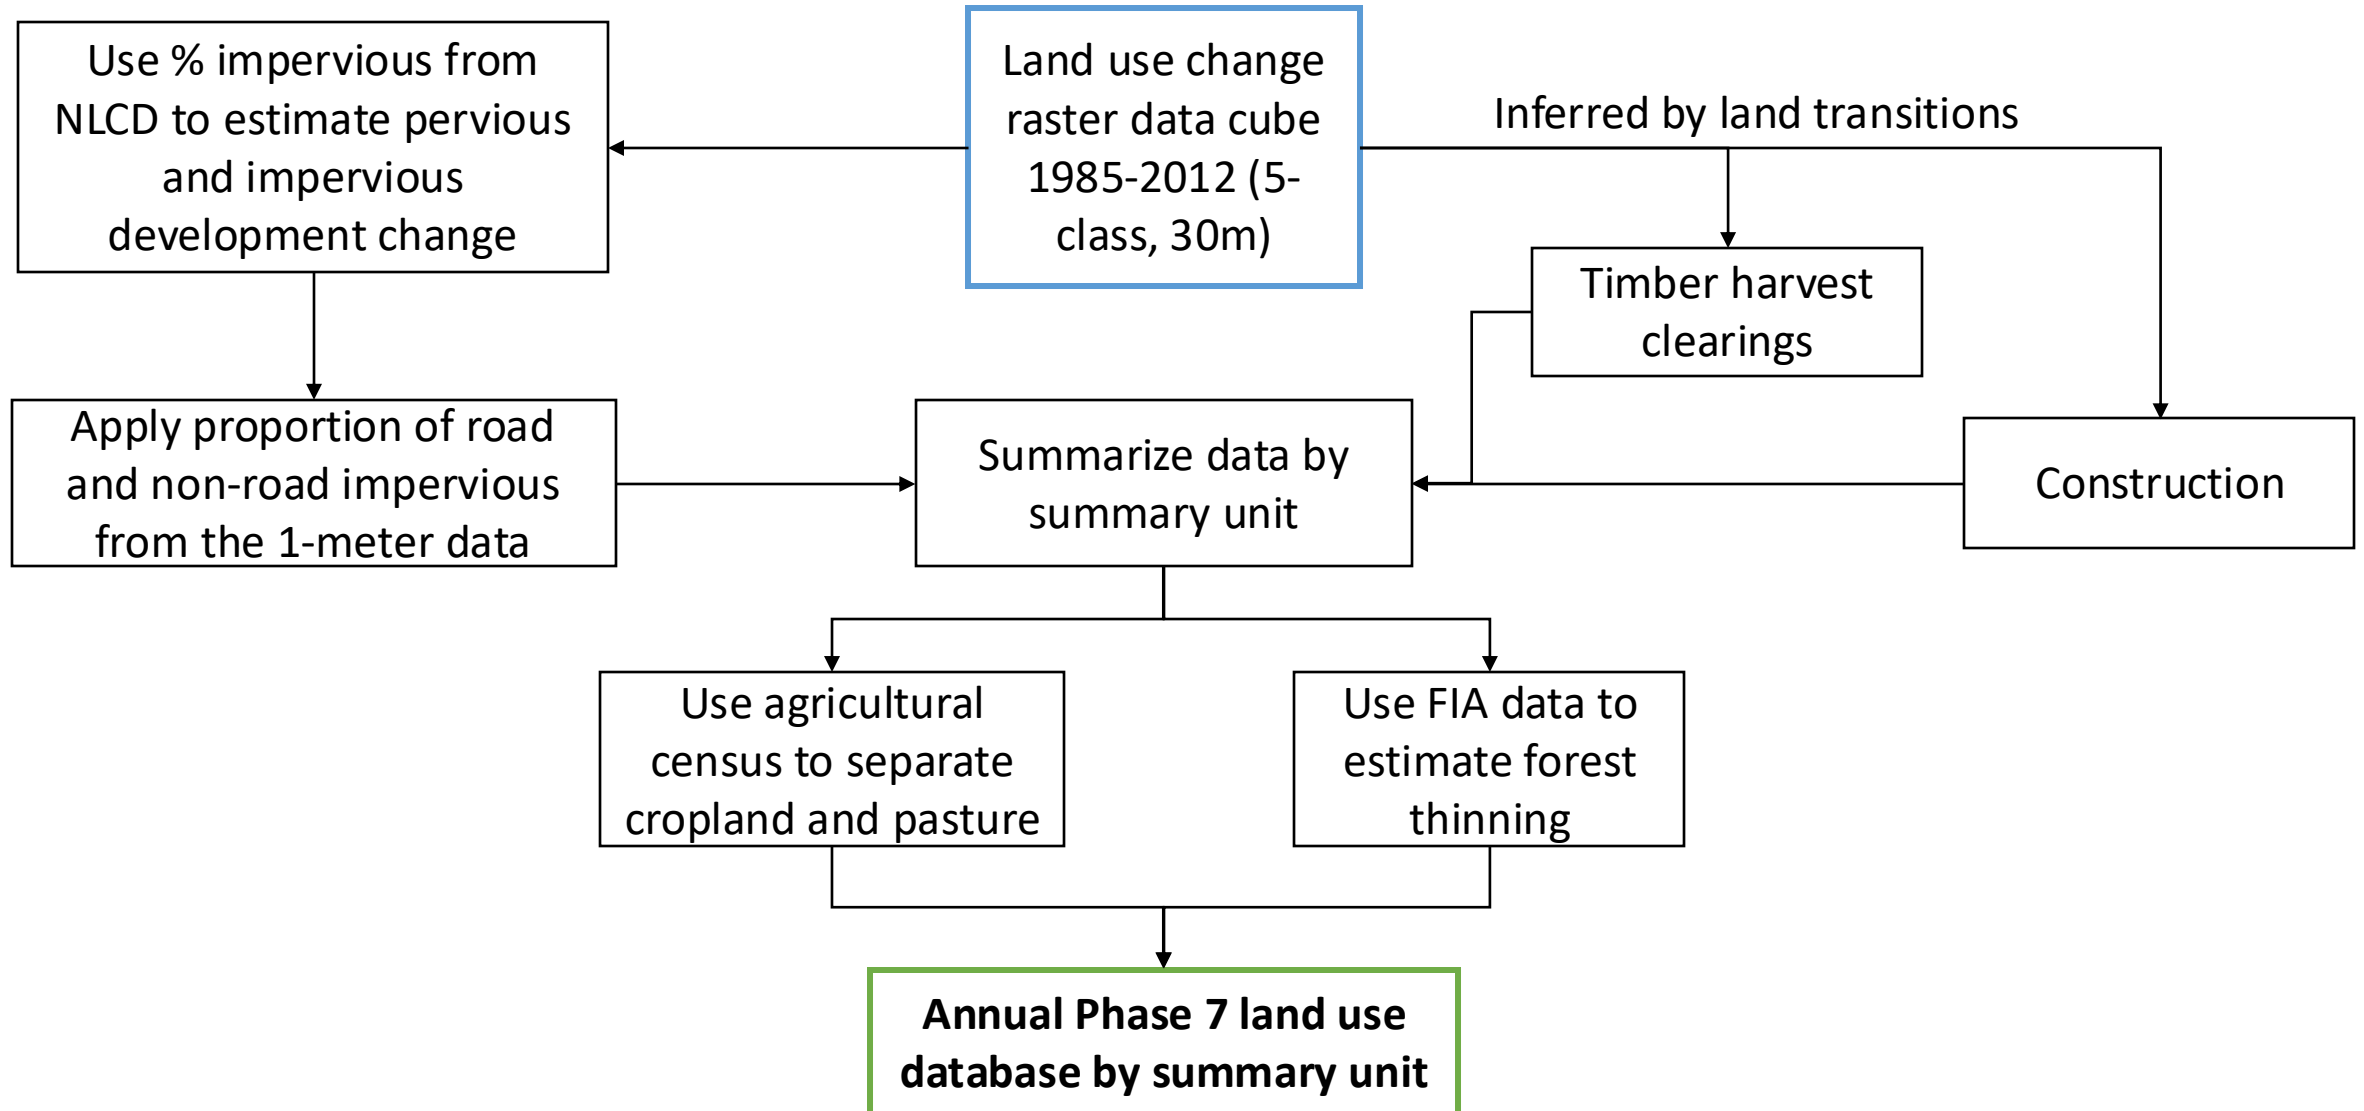 Use % impervious from
NLCD to estimate pervious
and impervious
development change
Land use change
raster data cube
1985-2012 (5-
class, 30m)
Inferred by land transitions
Timber harvest
clearings
Apply proportion of road
and non-road impervious
from the 1-meter data
Summarize data by
summary unit
Construction
Use agricultural
census to separate
cropland and pasture
Use FIA data to
estimate forest
thinning
Annual Phase 7 land use
database by summary unit